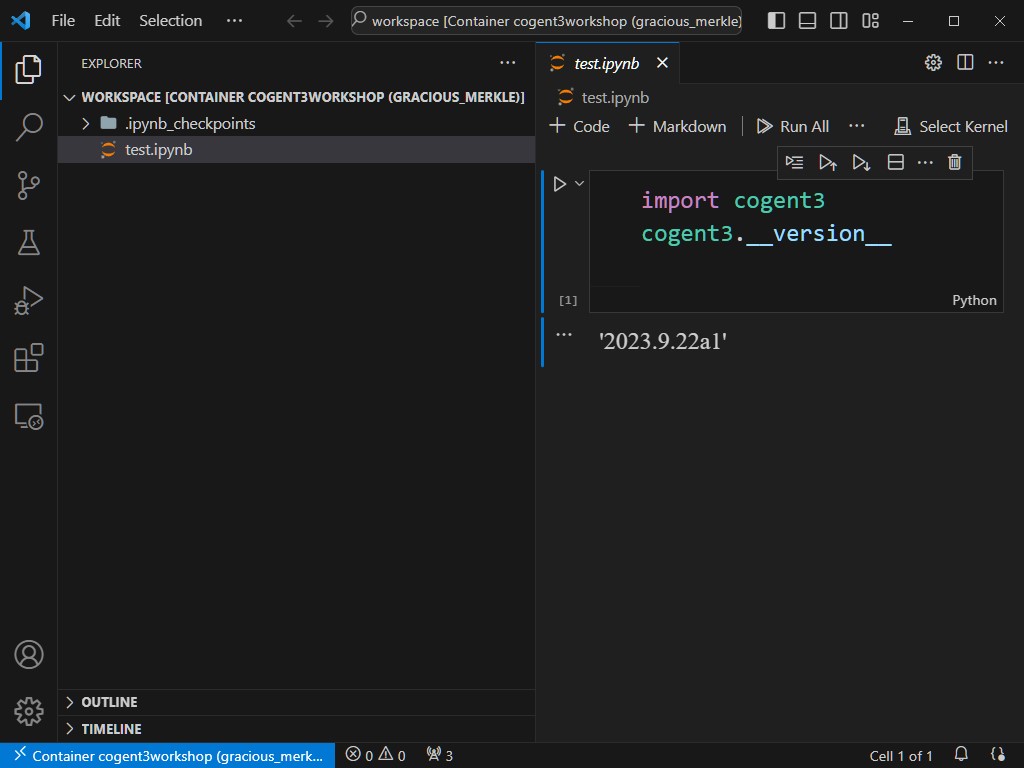 File Edit Selection ···
workspace [Container cogent3workshop (gracious_merkle)
EXPLORER
WORKSPACE [CONTAINER COGENT3WORKSHOP (GRACIOUS_MERKLE)]
.ipynb_checkpoints
test.ipynb
OUTLINE
TIMELINE
test.ipynb
test.ipynb
+ Code + Markdown Run All ··· Select Kernel
import cogent3
cogent3.__version__
[1]
Python
'2023.9.22a1'
Container cogent3workshop (gracious_merk... 0 0 3 Cell 1 of 1